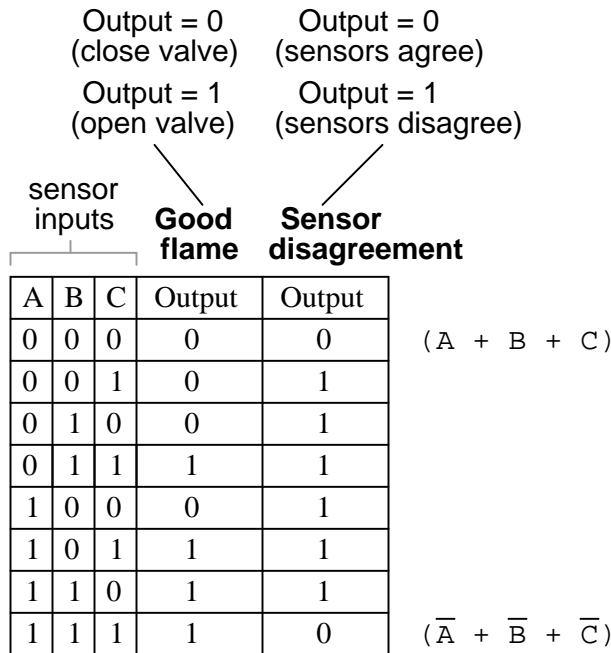 Output = 0 Output = 0
(close valve) (sensors agree)
Output = 1 Output = 1
(open valve) (sensors disagree)
sensor
inputs Good Sensor
flame disagreement
A B C Output Output
0 0 0 0 0 (A + B + C)
0 0 1 0 1
0 1 0 0 1
0 1 1 1 1
1 0 0 0 1
1 0 1 1 1
1 1 0 1 1
1 1 1 1 0 (A̅ + B̅ + C̅)